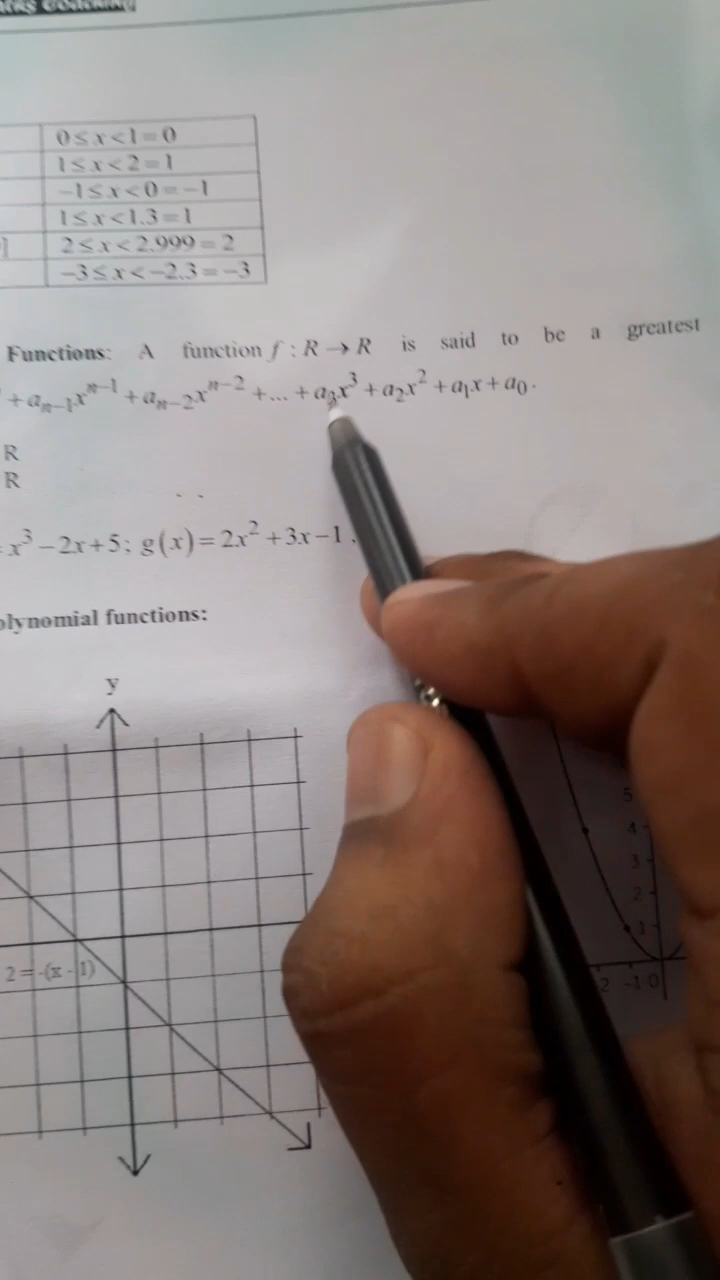 Coaching
0≤x<1=0
1≤x<2=1
-1≤x<0=-1
1≤x<1.3=1
] 2≤x<2.999=2
-3≤x<-2.3=-3
Functions: A function f : R → R is said to be a greatest
+aₙ₋₁xⁿ⁻¹+aₙ₋₂xⁿ⁻²+...+a₃x³+a₂x²+a₁x+a₀.
R
R
x³-2x+5; g(x)=2x²+3x-1.
olynomial functions:
y
5
4
3
2
1
2 = -(x - 1)
2 -1 0